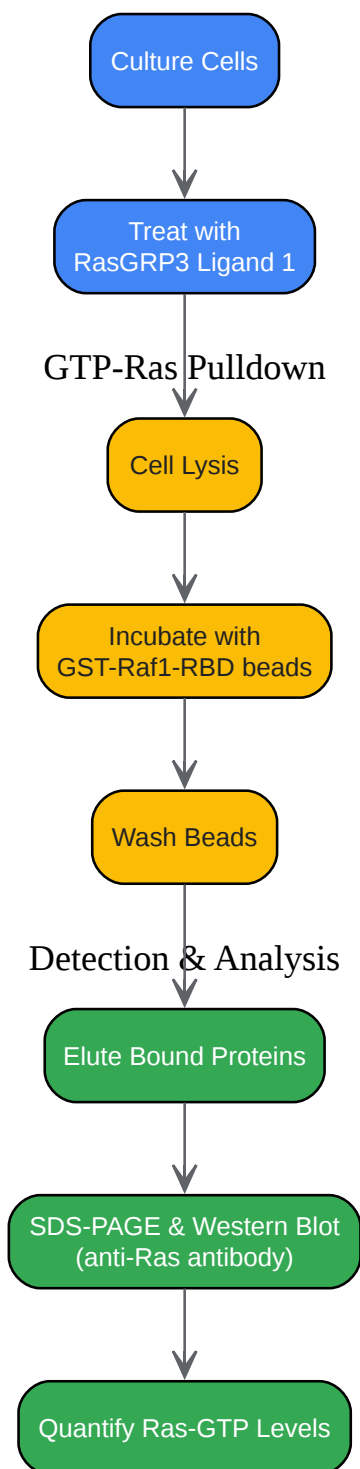 Culture Cells
Treat with
RasGRP3 Ligand 1
GTP-Ras Pulldown
Cell Lysis
Incubate with
GST-Raf1-RBD beads
Wash Beads
Detection & Analysis
Elute Bound Proteins
SDS-PAGE & Western Blot
(anti-Ras antibody)
Quantify Ras-GTP Levels